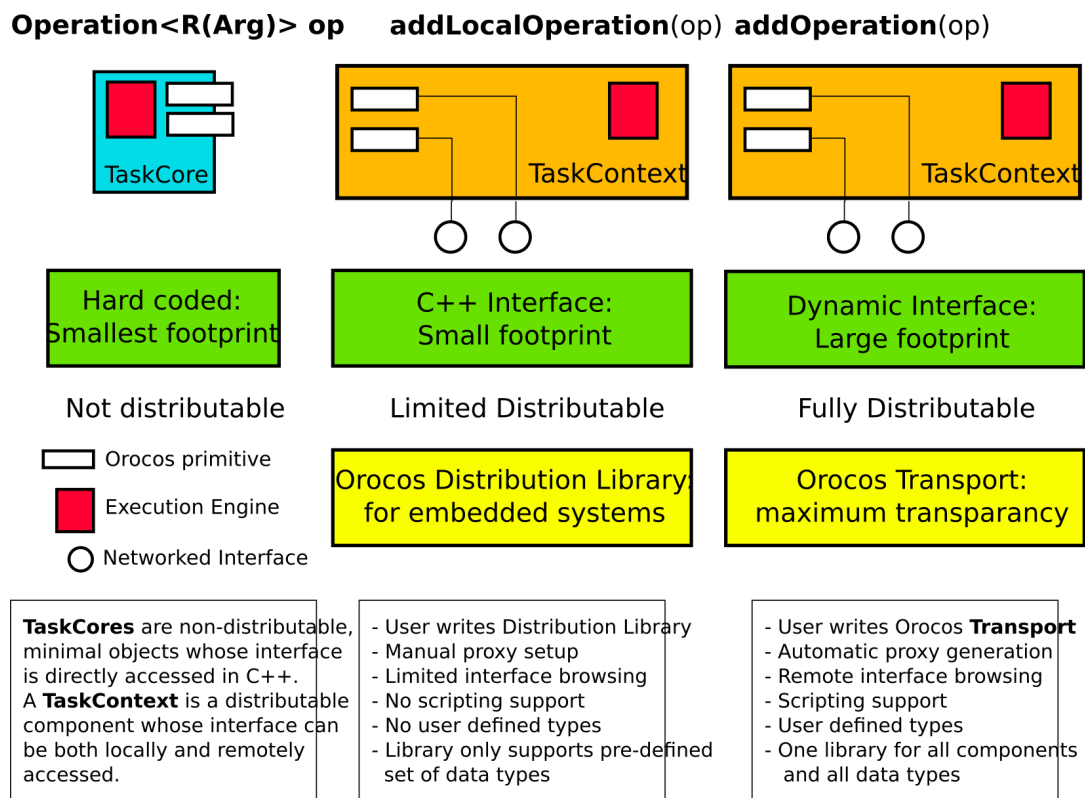 Operation<R(Arg)> op
addLocalOperation(op)
addOperation(op)
TaskCore
TaskContext
TaskContext
Hard coded:
Smallest footprint
C++ Interface:
Small footprint
Dynamic Interface:
Large footprint
Not distributable
Limited Distributable
Fully Distributable
Orocos primitive
Execution Engine
Networked Interface
Orocos Distribution Library:
for embedded systems
Orocos Transport:
maximum transparancy
TaskCores are non-distributable,
minimal objects whose interface
is directly accessed in C++.
A TaskContext is a distributable
component whose interface can
be both locally and remotely
accessed.
- User writes Distribution Library
- Manual proxy setup
- Limited interface browsing
- No scripting support
- No user defined types
- Library only supports pre-defined
set of data types
- User writes Orocos Transport
- Automatic proxy generation
- Remote interface browsing
- Scripting support
- User defined types
- One library for all components
and all data types